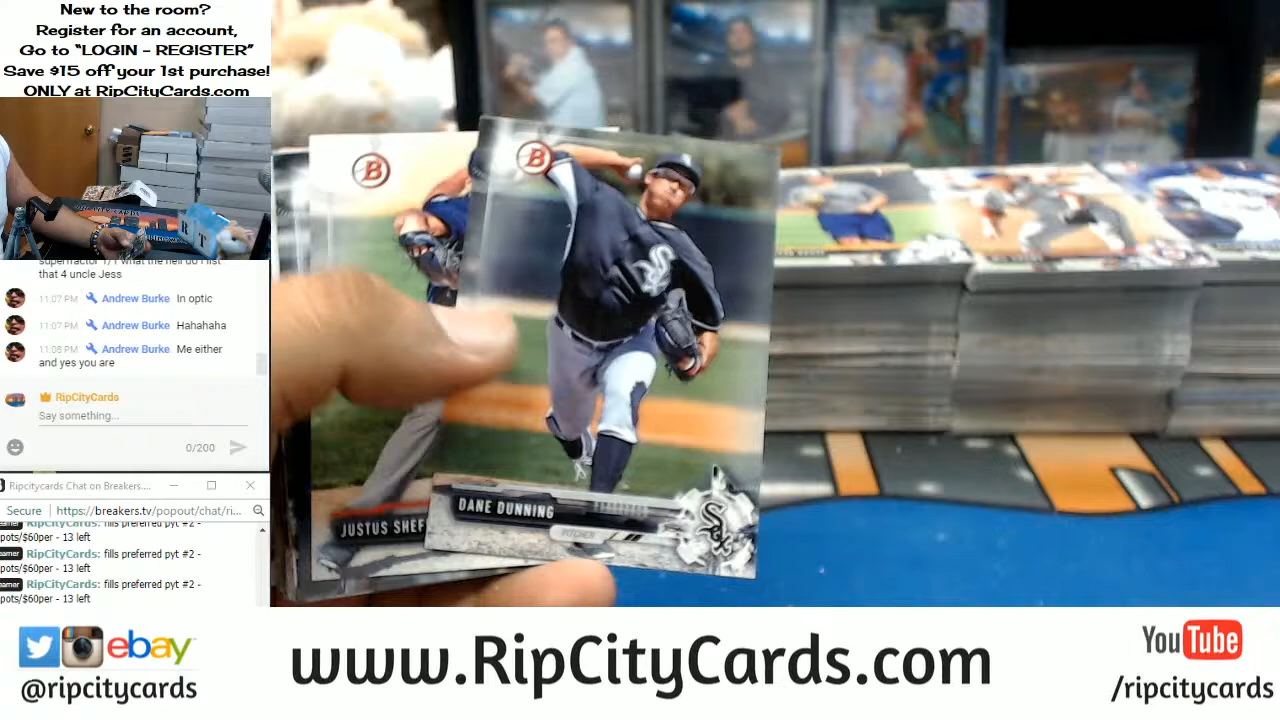 New to the room?
Register for an account,
Go to "LOGIN - REGISTER"
Save $15 off your 1st purchase!
ONLY at RipCityCards.com
that 4 uncle Jess
11:07 PM Andrew Burke In optic
11:07 PM Andrew Burke Hahahaha
11:08 PM Andrew Burke Me either
and yes you are
RipCityCards
Say something...
0/200
Ripcitycards Chat on Breakers....
Secure https://breakers.tv/popout/chat/ri...
RipCityCards: fills preferred pyt #2 -
pots/$60per - 13 left
RipCityCards: fills preferred pyt #2 -
pots/$60per - 13 left
RipCityCards: fills preferred pyt #2 -
pots/$60per - 13 left
B
B
JUSTUS SHEF
DANE DUNNING
PITCHER
SOX
ebay
@ripcitycards
www.RipCityCards.com
YouTube
/ripcitycards